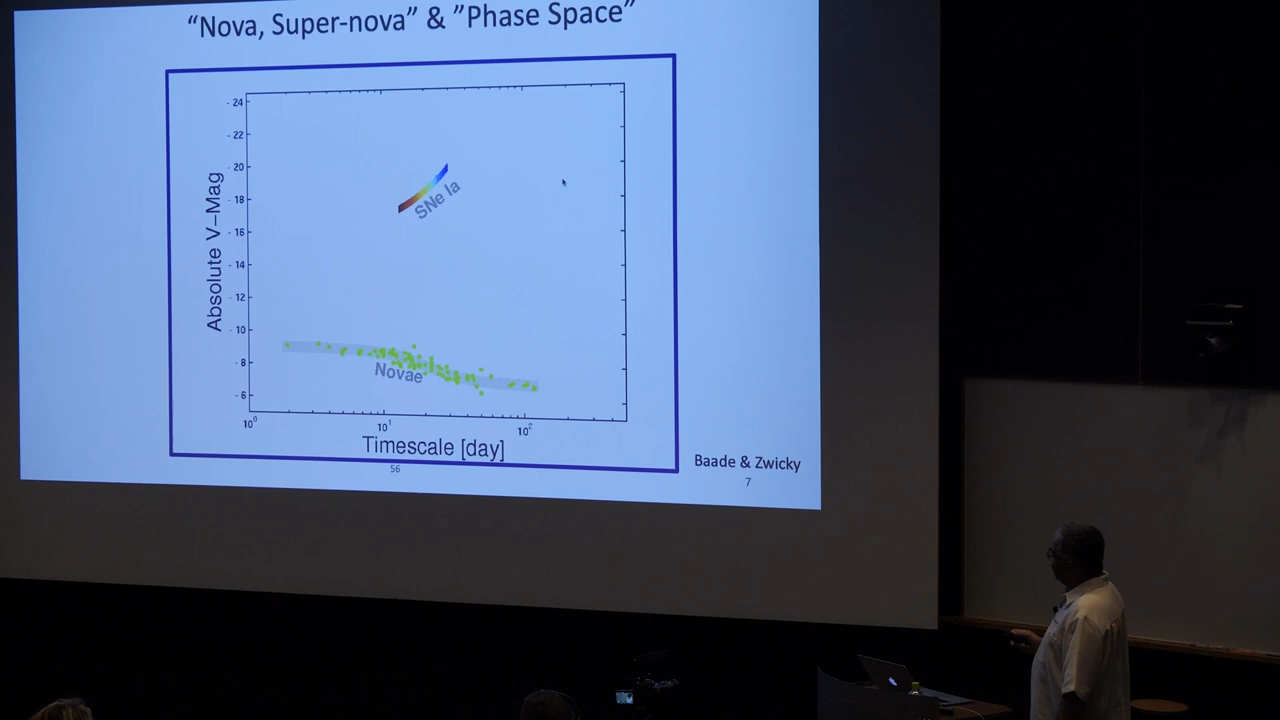 “Nova, Super-nova” & ”Phase Space”
- 24
- 22
- 20
- 18
- 16
- 14
- 12
- 10
- 8
- 6
Absolute V-Mag
SNe Ia
Novae
10⁰
10¹
10²
Timescale [day]
56
Baade & Zwicky
7